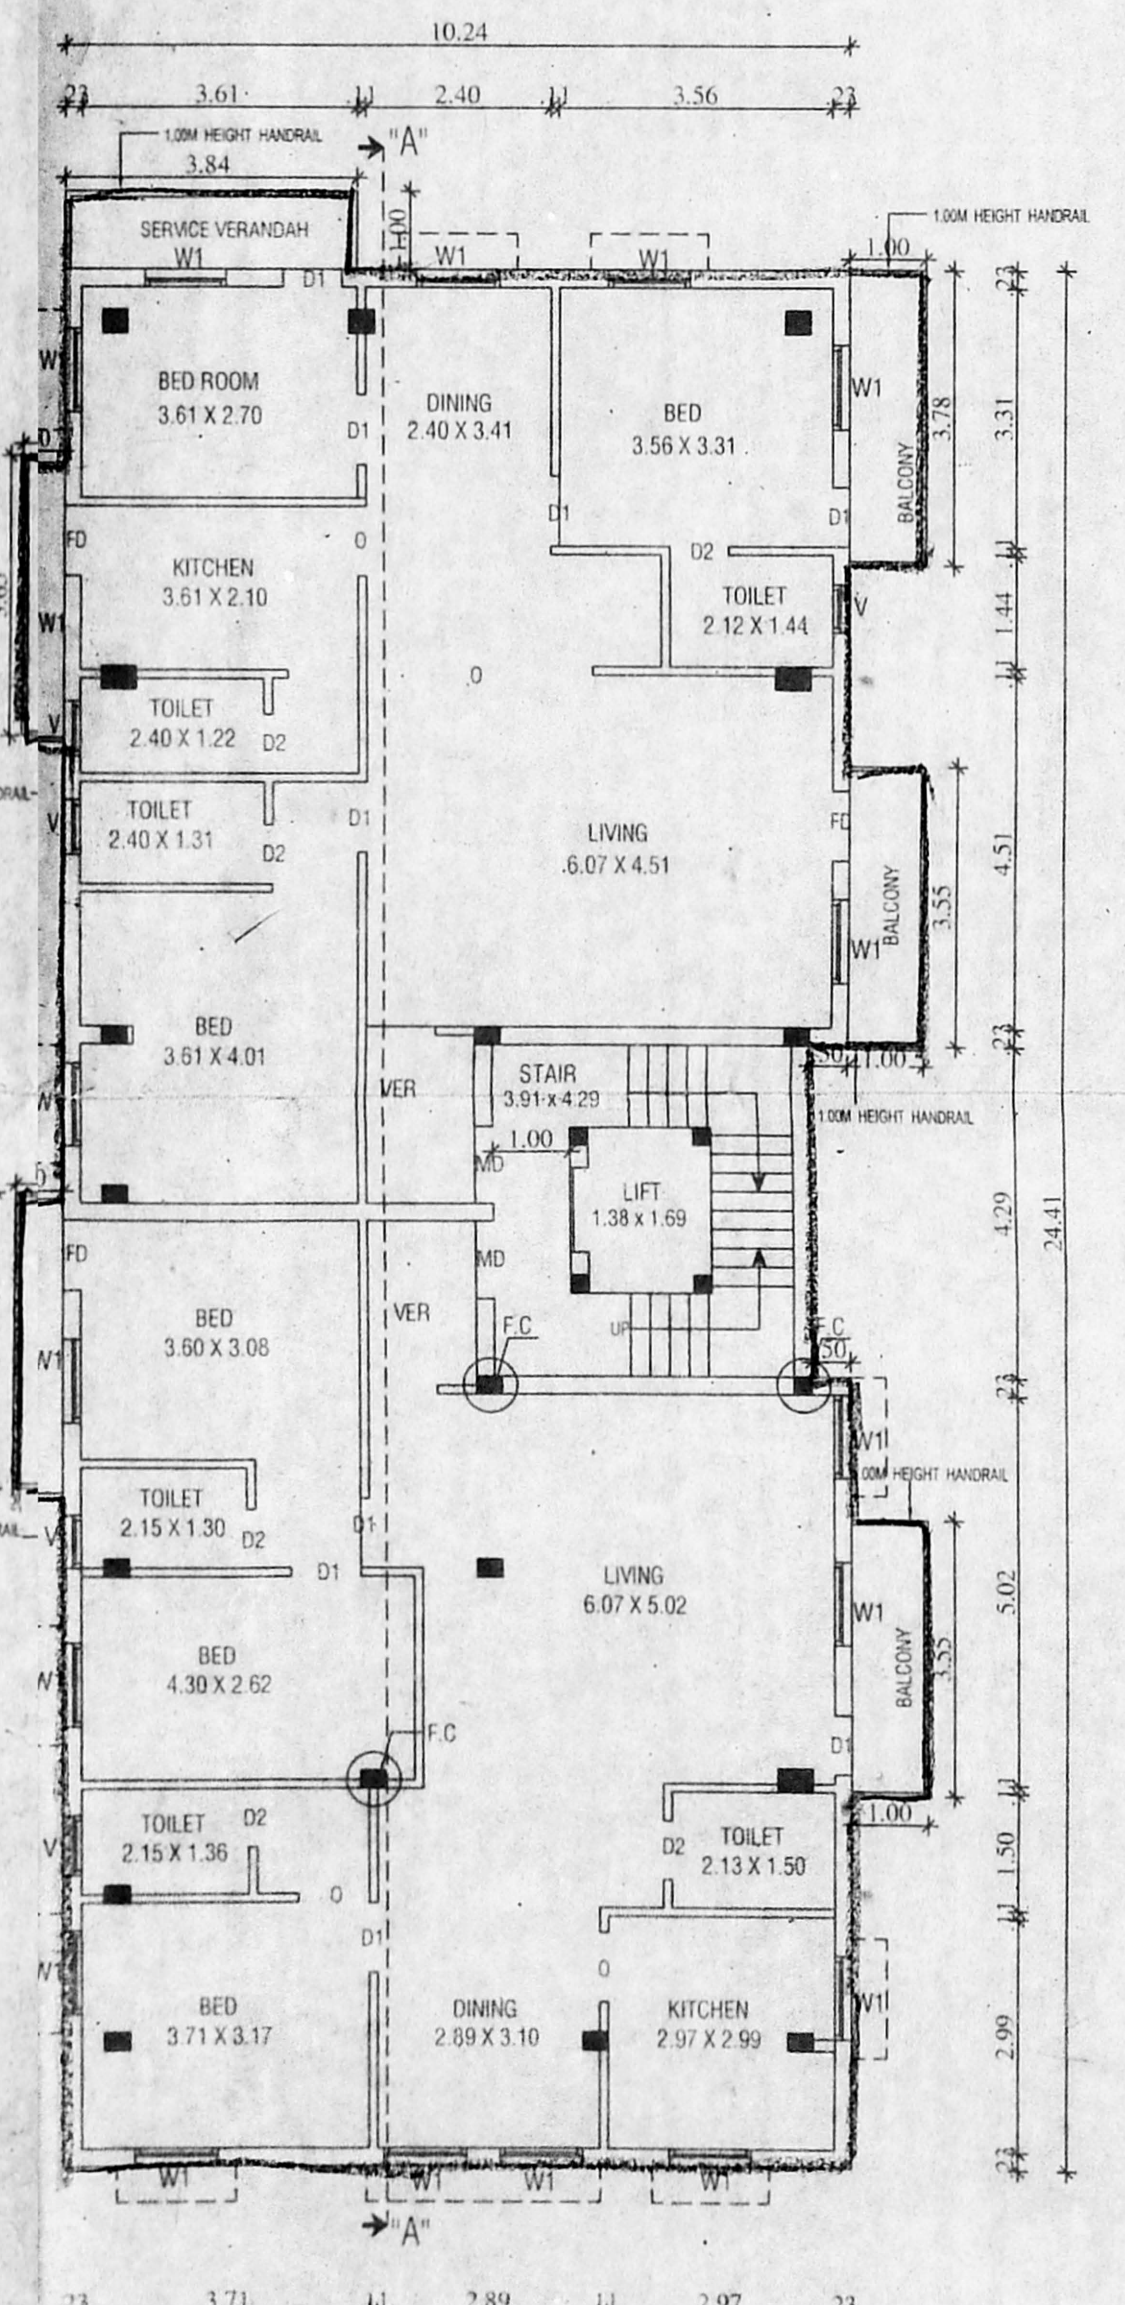 10.24
23 3.61 .11 2.40 .11 3.56 23
1.00M HEIGHT HANDRAIL
"A"
3.84
SERVICE VERANDAH
1.00
1.00M HEIGHT HANDRAIL
1.00
W1 W1 W1
D1
23
W
BED ROOM
3.61 X 2.70
D1
DINING
2.40 X 3.41
BED
3.56 X 3.31
W1
BALCONY
3.78
3.31
D1
D1
D1
FD
O
D2
11
KITCHEN
3.61 X 2.10
TOILET
2.12 X 1.44
V
1.44
W1
O
11
TOILET
2.40 X 1.22
D2
V
TOILET
2.40 X 1.31
D2
V
D1
LIVING
6.07 X 4.51
FD
W1
BALCONY
3.55
4.51
BED
3.61 X 4.01
23
50 1.00
1.00M HEIGHT HANDRAIL
VER
STAIR
3.91 x 4.29
1.00
MD
LIFT
1.38 x 1.69
4.29
24.41
FD
MD
BED
3.60 X 3.08
VER
F.C
UP
F.C
50
23
W1
W1
1.00M HEIGHT HANDRAIL
TOILET
2.15 X 1.30
D2
V
D1
D1
LIVING
6.07 X 5.02
W1
BALCONY
3.55
5.02
BED
4.30 X 2.62
F.C
D1
11
1.00
TOILET
2.15 X 1.36
D2
V
O
D2
TOILET
2.13 X 1.50
1.50
11
D1
O
W1
BED
3.71 X 3.17
DINING
2.89 X 3.10
KITCHEN
2.97 X 2.99
W1
2.99
23
W1 W1 W1 W1
"A"
23 3.71 11 2.89 11 2.97 23